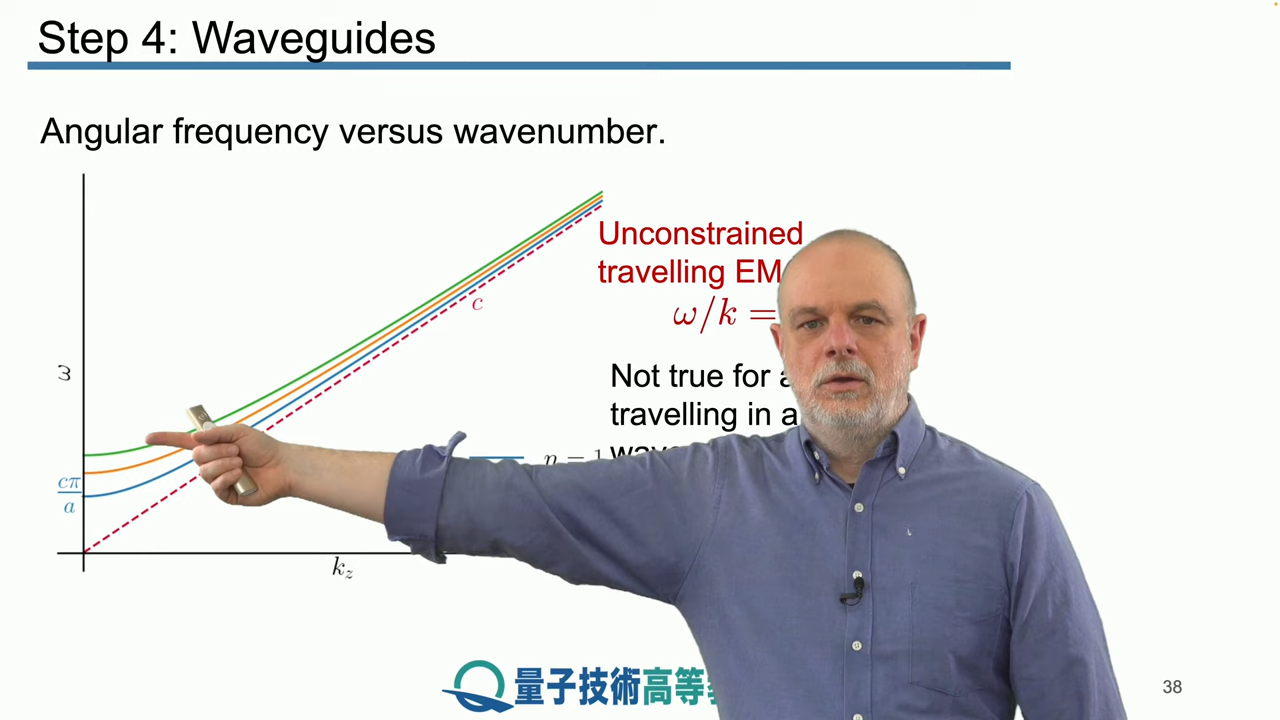 Step 4: Waveguides
Angular frequency versus wavenumber.
Unconstrained
travelling EM
ω/k =
c
ω
Not true for a
travelling in a
n = 1
cπ/a
k_z
量子技術高等
38